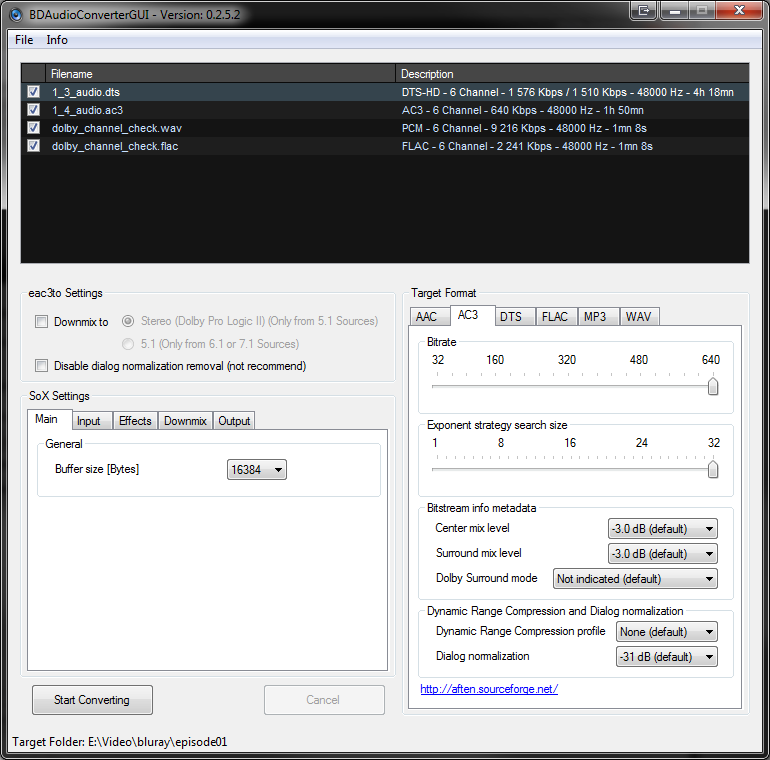 BDAudioConverterGUI - Version: 0.2.5.2
File Info
Filename Description
1_3_audio.dts DTS-HD - 6 Channel - 1 576 Kbps / 1 510 Kbps - 48000 Hz - 4h 18mn
1_4_audio.ac3 AC3 - 6 Channel - 640 Kbps - 48000 Hz - 1h 50mn
dolby_channel_check.wav PCM - 6 Channel - 9 216 Kbps - 48000 Hz - 1mn 8s
dolby_channel_check.flac FLAC - 6 Channel - 2 241 Kbps - 48000 Hz - 1mn 8s
eac3to Settings
Downmix to Stereo (Dolby Pro Logic II) (Only from 5.1 Sources)
5.1 (Only from 6.1 or 7.1 Sources)
Disable dialog normalization removal (not recommend)
SoX Settings
Main Input Effects Downmix Output
General
Buffer size [Bytes] 16384
Start Converting Cancel
Target Format
AAC AC3 DTS FLAC MP3 WAV
Bitrate
32 160 320 480 640
Exponent strategy search size
1 8 16 24 32
Bitstream info metadata
Center mix level -3.0 dB (default)
Surround mix level -3.0 dB (default)
Dolby Surround mode Not indicated (default)
Dynamic Range Compression and Dialog normalization
Dynamic Range Compression profile None (default)
Dialog normalization -31 dB (default)
http://aften.sourceforge.net/
Target Folder: E:\Video\bluray\episode01